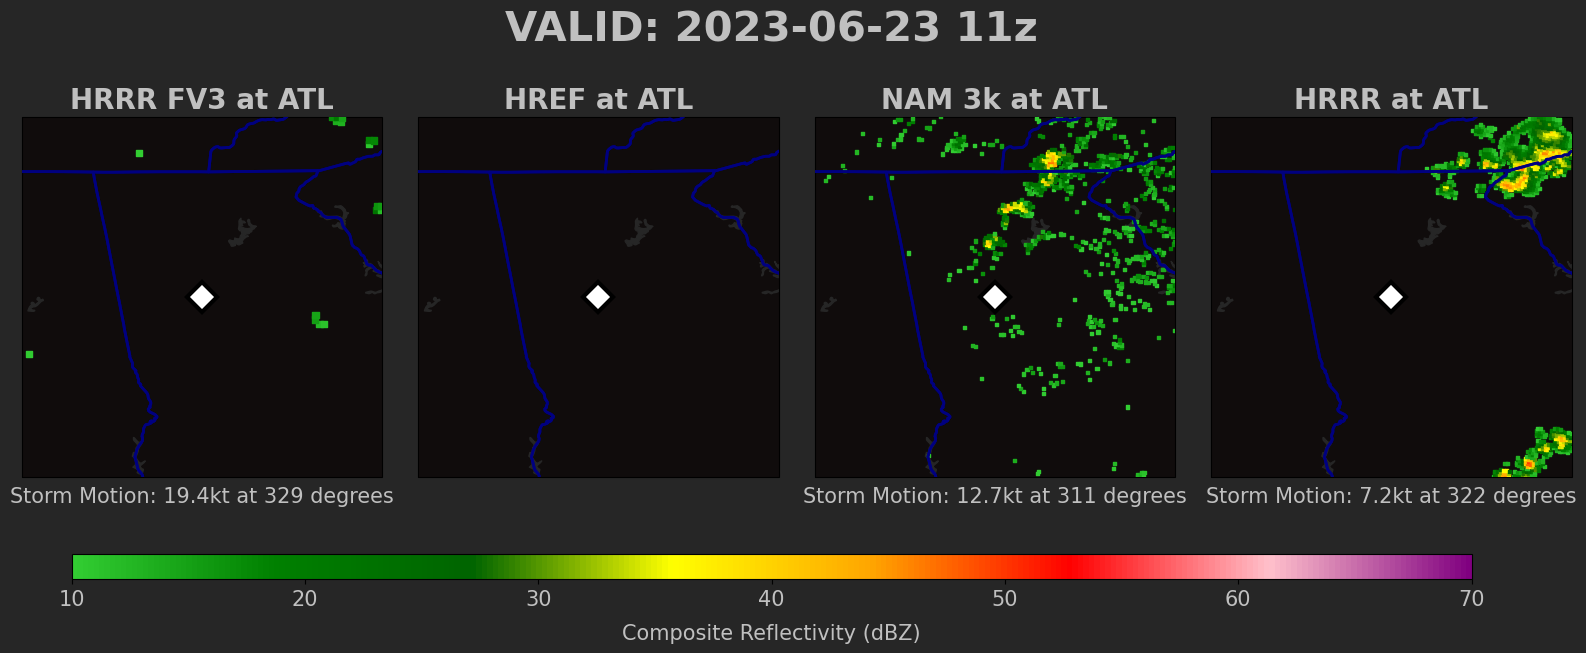 VALID: 2023-06-23 11z
HRRR FV3 at ATL
HREF at ATL
NAM 3k at ATL
HRRR at ATL
Storm Motion: 19.4kt at 329 degrees
Storm Motion: 12.7kt at 311 degrees
Storm Motion: 7.2kt at 322 degrees
10 20 30 40 50 60 70
Composite Reflectivity (dBZ)